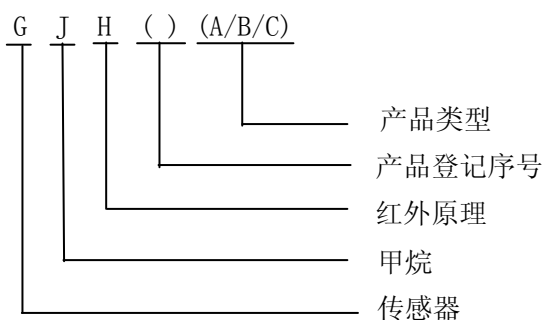 G J H ( ) (A/B/C)
产品类型
产品登记序号
红外原理
甲烷
传感器